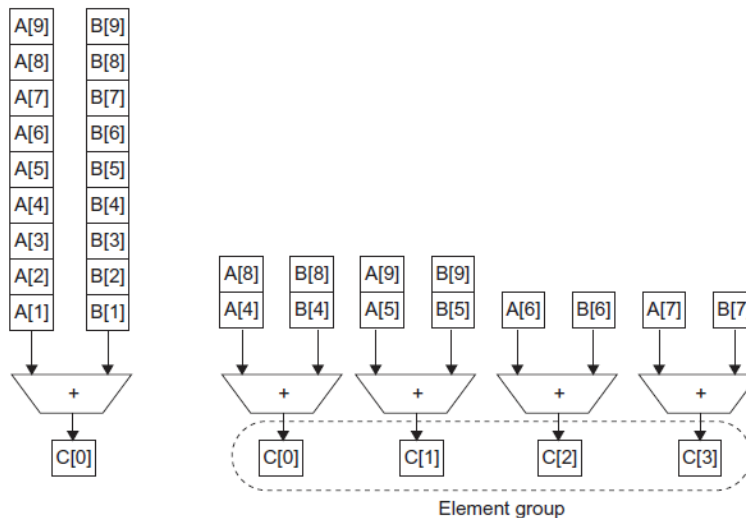 A[9] B[9]
A[8] B[8]
A[7] B[7]
A[6] B[6]
A[5] B[5]
A[4] B[4]
A[3] B[3]
A[2] B[2]
A[1] B[1]
+
C[0]
A[8] B[8] A[9] B[9]
A[4] B[4] A[5] B[5] A[6] B[6] A[7] B[7]
+ + + +
C[0] C[1] C[2] C[3]
Element group